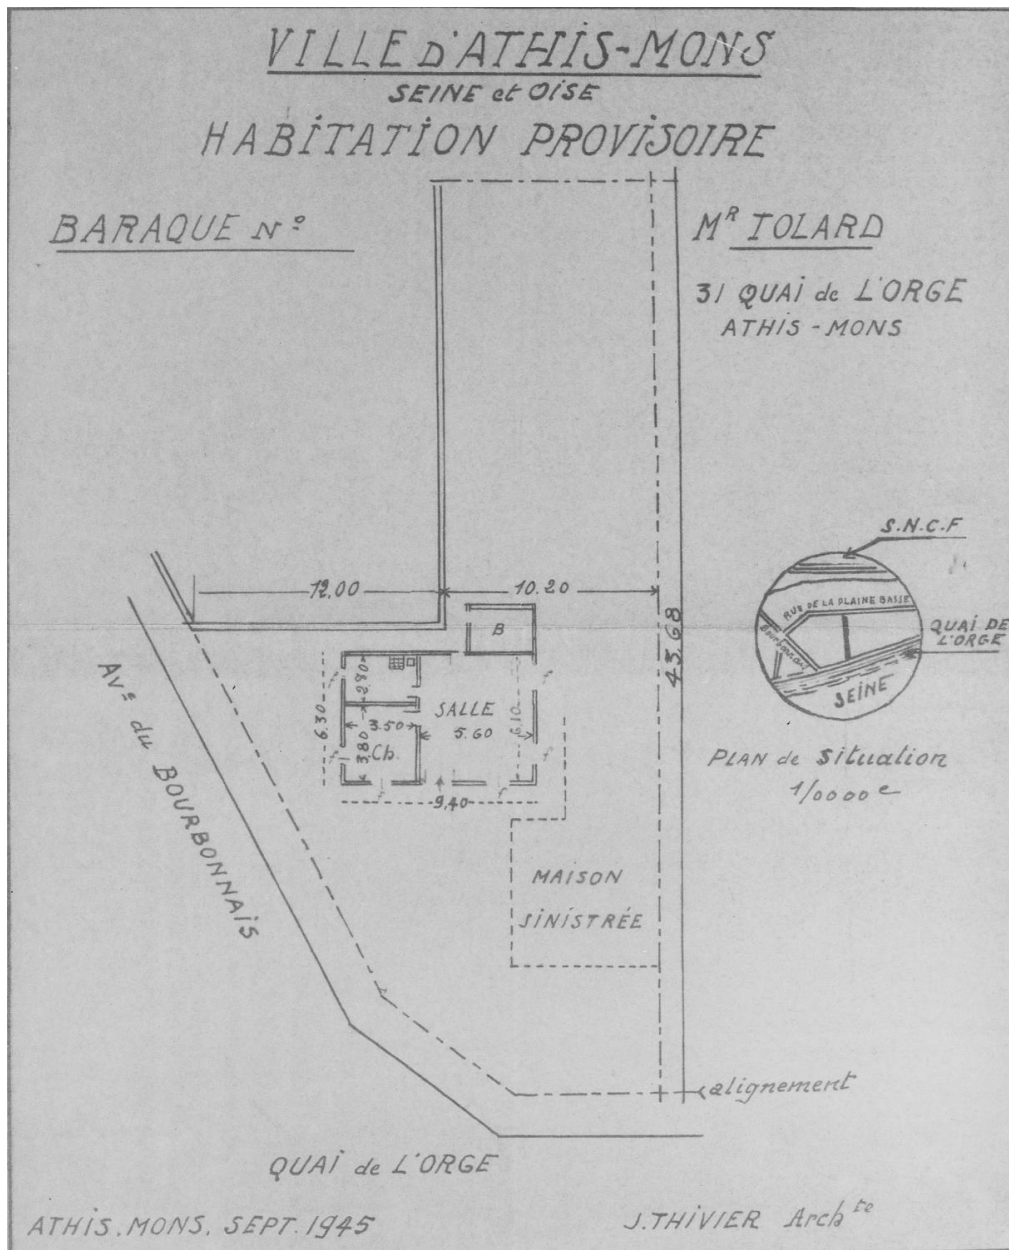 VILLE D'ATHIS-MONS
SEINE et OISE
HABITATION PROVISOIRE
BARAQUE Nº
MR TOLARD
31 QUAI de L'ORGE
ATHIS - MONS
S.N.C.F
12.00
10.20
43.68
RUE DE LA PLAINE BASSE
Bourbonnais
QUAI DE
L'ORGE
SEINE
PLAN de Situation
1/0000e
B
f
2.80
SALLE
f
6.30
3.50
5.60
6.10
3.80
Ch.
f
f
f
f
f
9,40
AVe du BOURBONNAIS
MAISON
SINISTRÉE
alignement
QUAI de L'ORGE
ATHIS. MONS. SEPT. 1945
J. THIVIER Archte